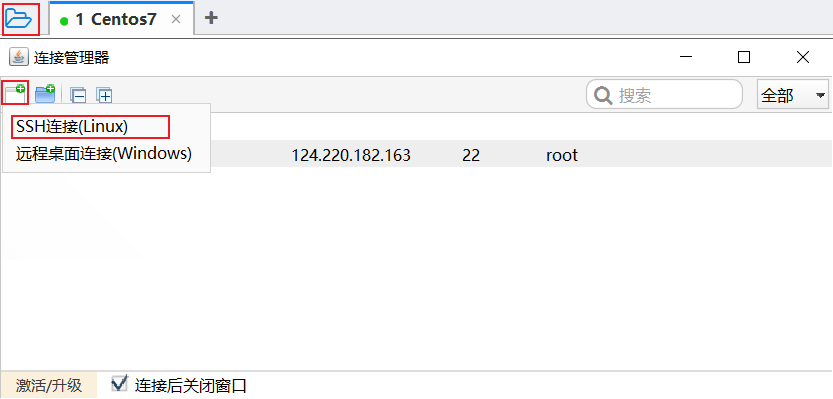 1 Centos7
连接管理器
搜索
全部
SSH连接(Linux)
远程桌面连接(Windows)
124.220.182.163 22 root
激活/升级
连接后关闭窗口